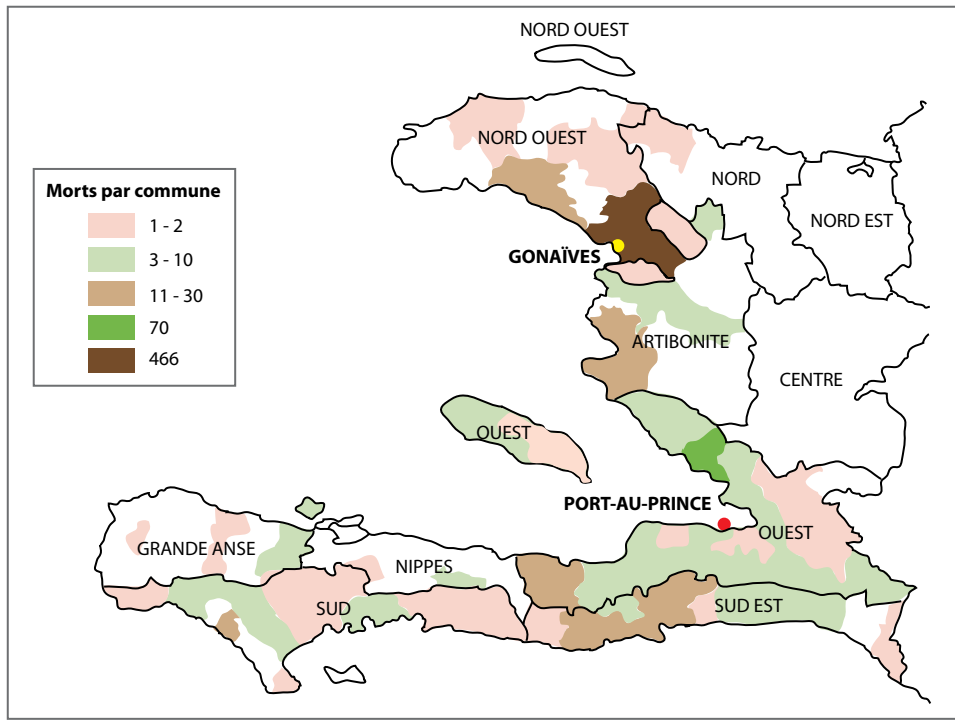 NORD OUEST
NORD OUEST
NORD
NORD EST
Morts par commune
1 - 2
3 - 10
11 - 30
70
466
GONAÏVES
ARTIBONITE
CENTRE
OUEST
PORT-AU-PRINCE
OUEST
GRANDE ANSE
NIPPES
SUD
SUD EST